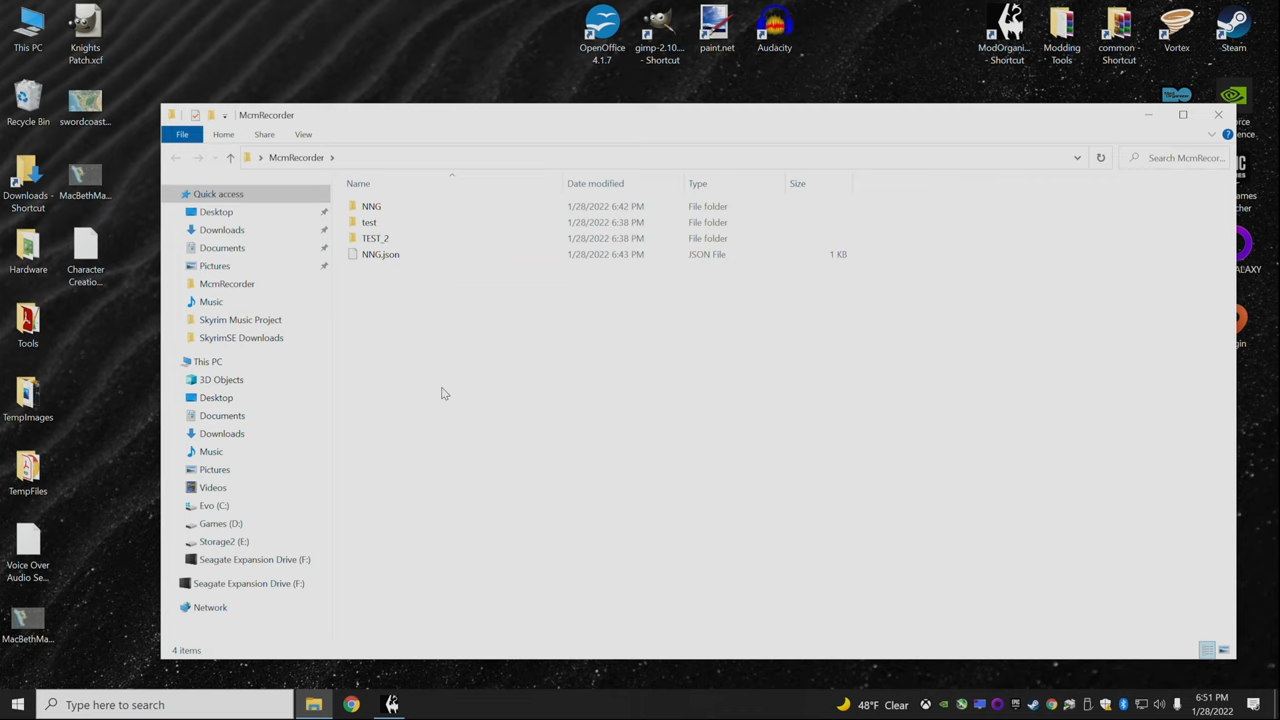 This PC
Knights
Patch.xcf
OpenOffice
4.1.7
gimp-2.10....
- Shortcut
paint.net
Audacity
ModOrgani...
- Shortcut
Modding
Tools
common -
Shortcut
Vortex
Steam
Recycle Bin
swordcoast...
Downloads -
Shortcut
MacBethMa...
Hardware
Character
Creatio...
Tools
TempImages
TempFiles
Voice Over
Audio Se...
MacBethMa...
McmRecorder
File
Home
Share
View
McmRecorder
Search McmRecor...
Name
Date modified
Type
Size
NNG
1/28/2022 6:42 PM
File folder
test
1/28/2022 6:38 PM
File folder
TEST_2
1/28/2022 6:38 PM
File folder
NNG.json
1/28/2022 6:43 PM
JSON File
1 KB
Quick access
Desktop
Downloads
Documents
Pictures
McmRecorder
Music
Skyrim Music Project
SkyrimSE Downloads
This PC
3D Objects
Desktop
Documents
Downloads
Music
Pictures
Videos
Evo (C:)
Games (D:)
Storage2 (E:)
Seagate Expansion Drive (F:)
Seagate Expansion Drive (F:)
Network
4 items
Type here to search
48°F Clear
6:51 PM
1/28/2022